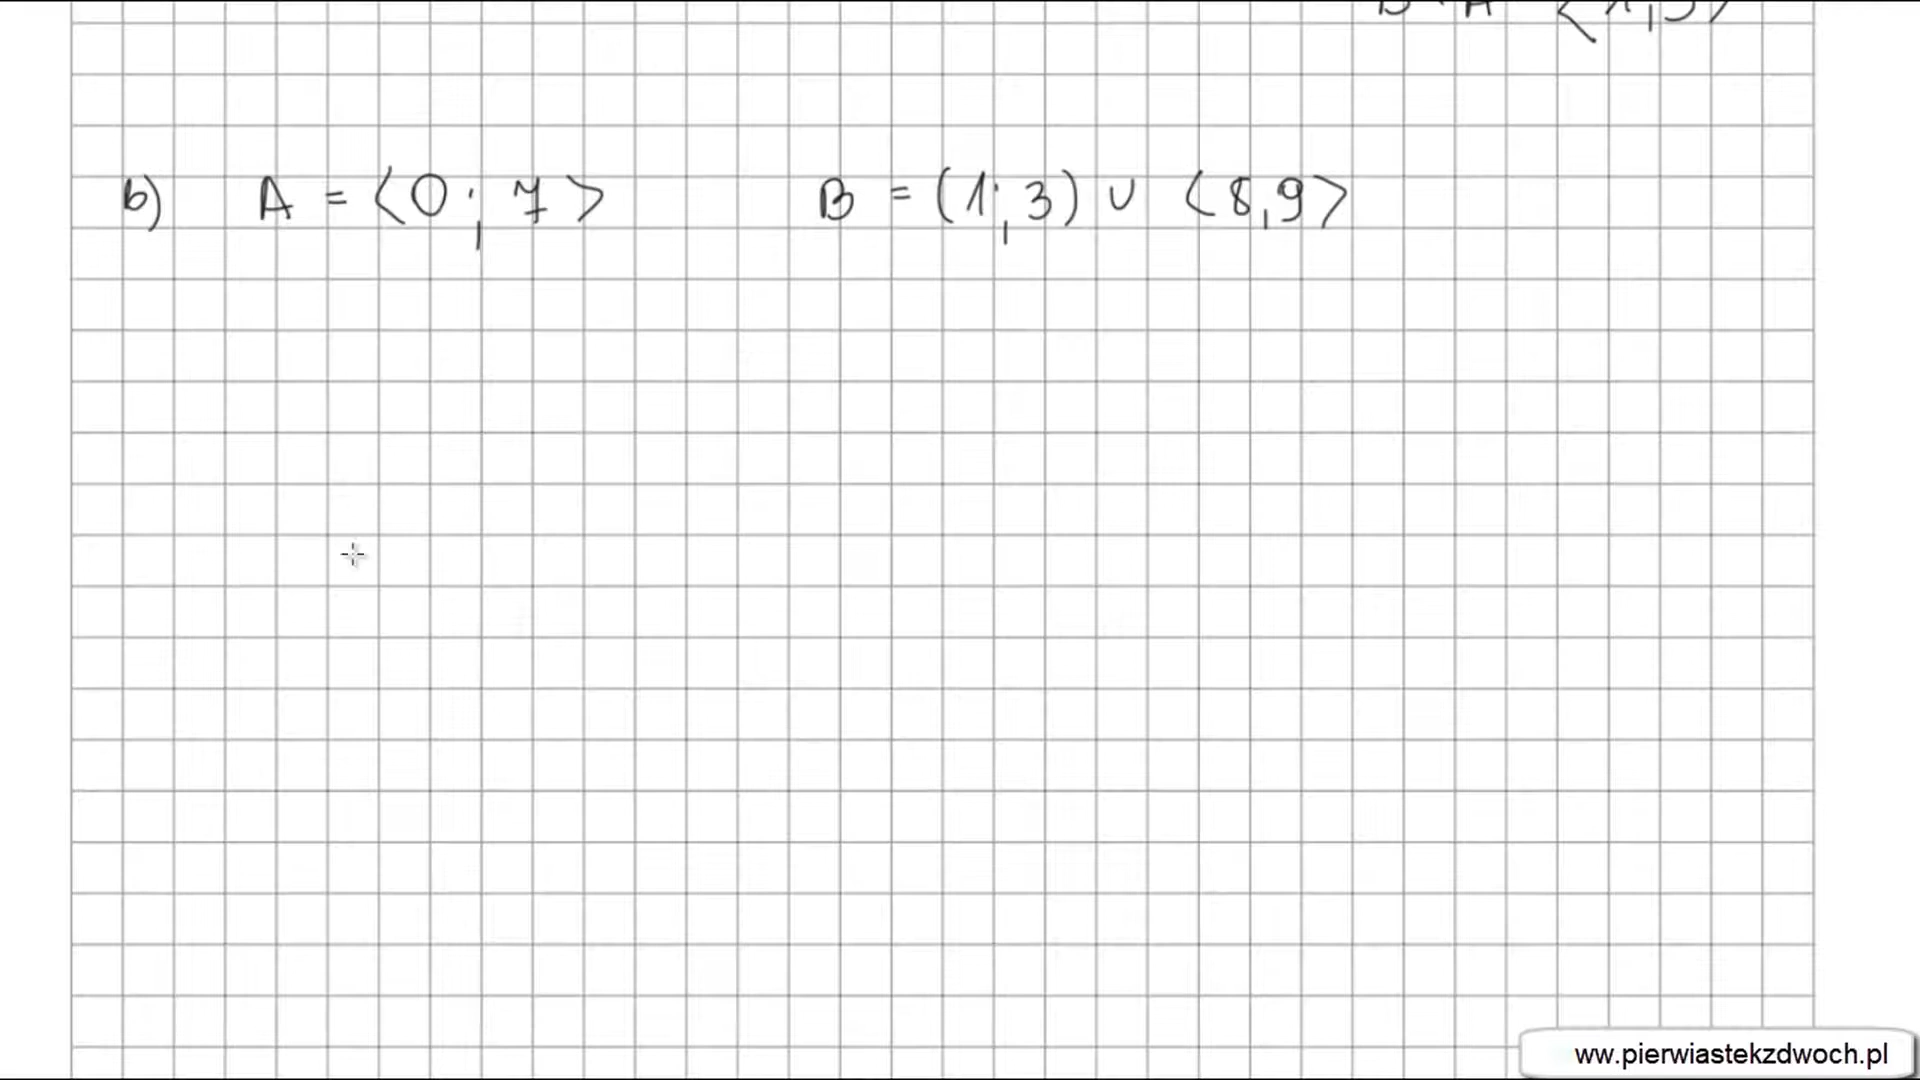 b) A = <0; 7> B = (1; 3) ∪ <8,9>
ww.pierwiastekzdwoch.pl